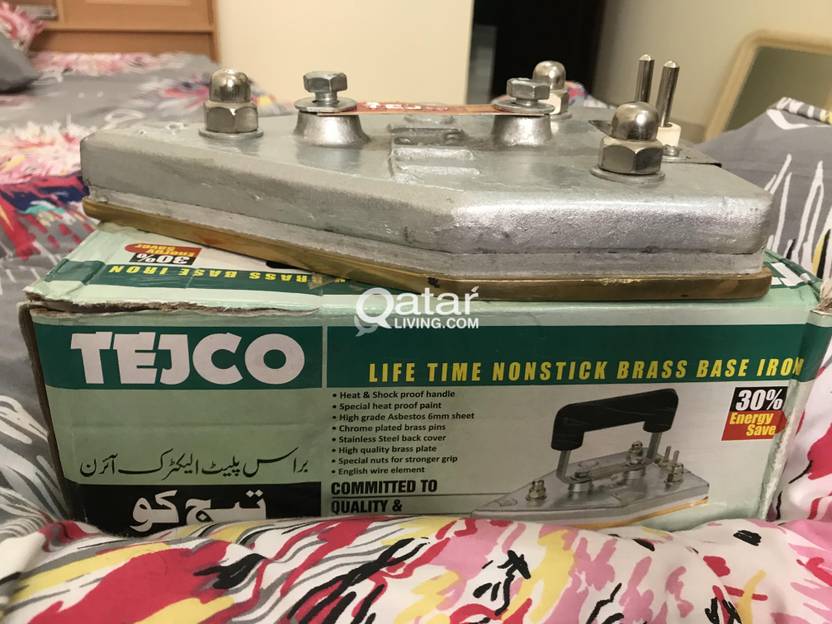 TEJCO
30%
Energy
Saver
BRASS BASE IRON
Qatar
LIVING.COM
TEJCO
LIFE TIME NONSTICK BRASS BASE IRON
• Heat & Shock proof handle
• Special heat proof paint
• High grade Asbestos 6mm sheet
• Chrome plated brass pins
• Stainless Steel back cover
• High quality brass plate
• Special nuts for stronger grip
• English wire element
COMMITTED TO
QUALITY &
30%
Energy
Save
براس پلیٹ الیکٹرک آئرن
تیج کو